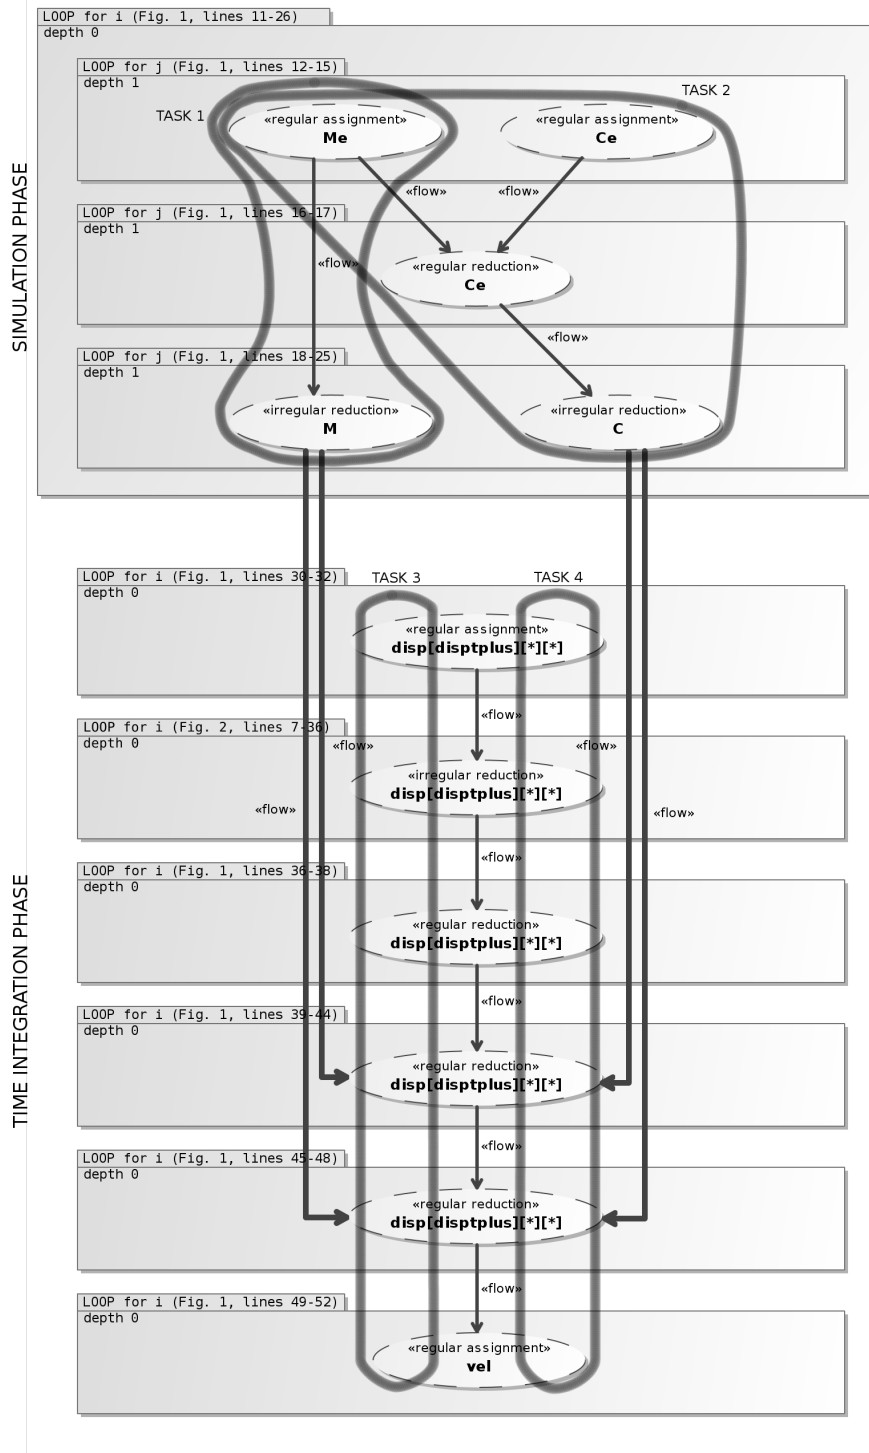 LOOP for i (Fig. 1, lines 11-26)
depth 0
LOOP for j (Fig. 1, lines 12-15)
depth 1
TASK 1
TASK 2
«regular assignment»
Me
«regular assignment»
Ce
«flow»
«flow»
LOOP for j (Fig. 1, lines 16-17)
depth 1
«flow»
«regular reduction»
Ce
«flow»
LOOP for j (Fig. 1, lines 18-25)
depth 1
«irregular reduction»
M
«irregular reduction»
C
SIMULATION PHASE
LOOP for i (Fig. 1, lines 30-32)
depth 0
TASK 3
TASK 4
«regular assignment»
disp[disptplus][*][*]
«flow»
LOOP for i (Fig. 2, lines 7-36)
depth 0
«flow»
«flow»
«irregular reduction»
disp[disptplus][*][*]
«flow»
«flow»
«flow»
LOOP for i (Fig. 1, lines 36-38)
depth 0
«regular reduction»
disp[disptplus][*][*]
«flow»
LOOP for i (Fig. 1, lines 39-44)
depth 0
«regular reduction»
disp[disptplus][*][*]
«flow»
LOOP for i (Fig. 1, lines 45-48)
depth 0
«regular reduction»
disp[disptplus][*][*]
«flow»
LOOP for i (Fig. 1, lines 49-52)
depth 0
«regular assignment»
vel
TIME INTEGRATION PHASE